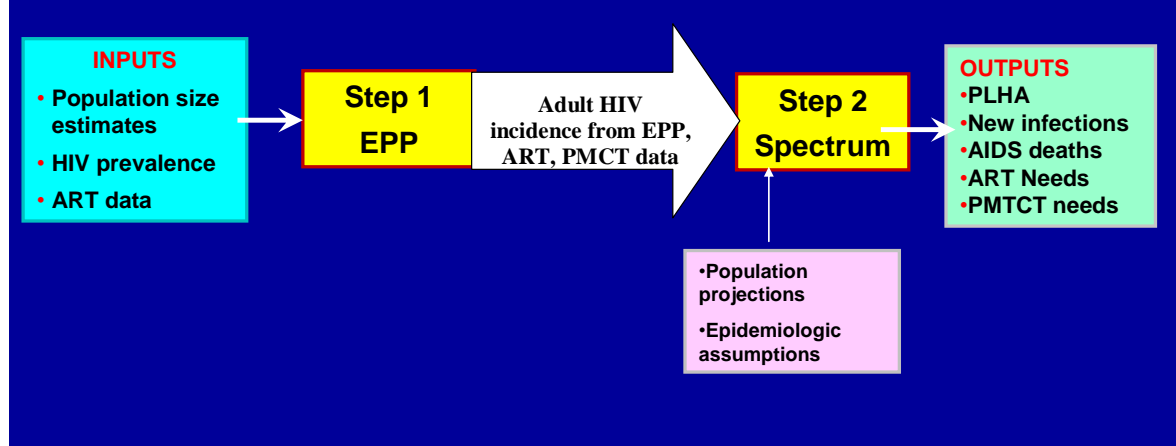 INPUTS
• Population size
estimates
• HIV prevalence
• ART data
Step 1
EPP
Adult HIV
incidence from EPP,
ART, PMCT data
Step 2
Spectrum
OUTPUTS
•PLHA
•New infections
•AIDS deaths
•ART Needs
•PMTCT needs
•Population
projections
•Epidemiologic
assumptions